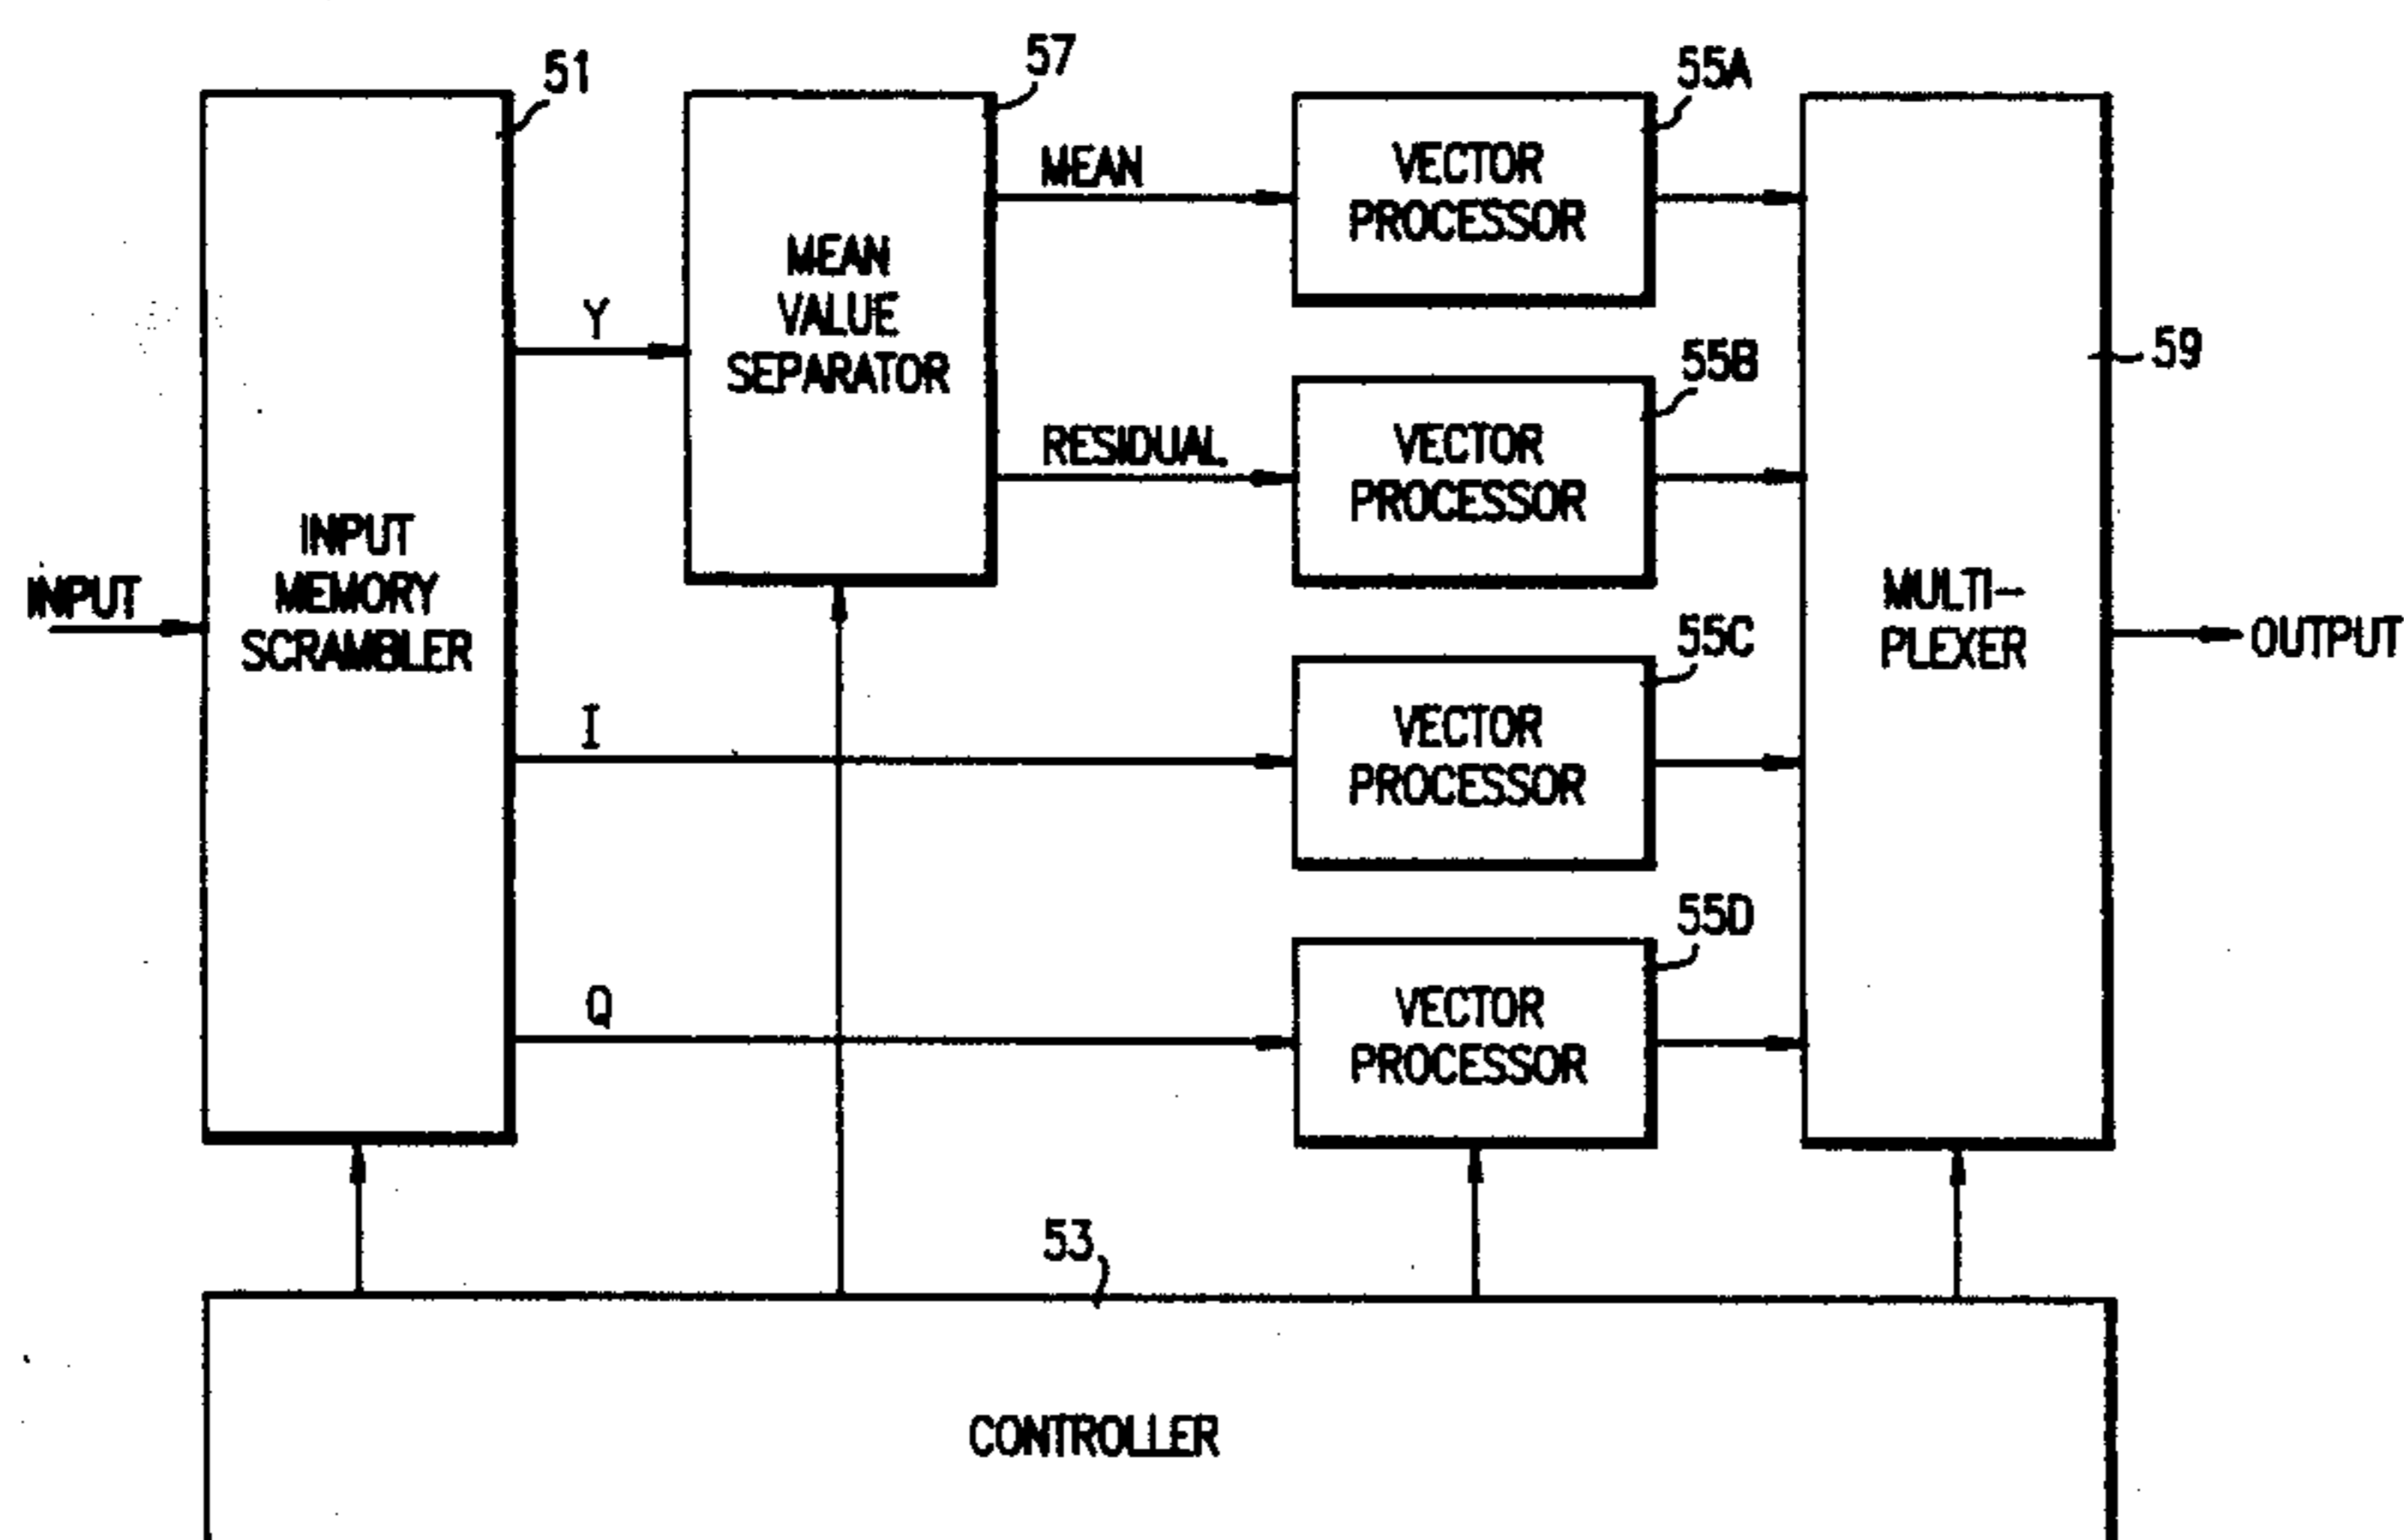 51
57
55A
MEAN
VECTOR
PROCESSOR
MEAN
VALUE
SEPARATOR
Y
55B
59
RESIDUAL
VECTOR
PROCESSOR
INPUT
INPUT
MEMORY
SCRAMBLER
55C
MULTI-
PLEXER
OUTPUT
I
VECTOR
PROCESSOR
55D
Q
VECTOR
PROCESSOR
53
CONTROLLER